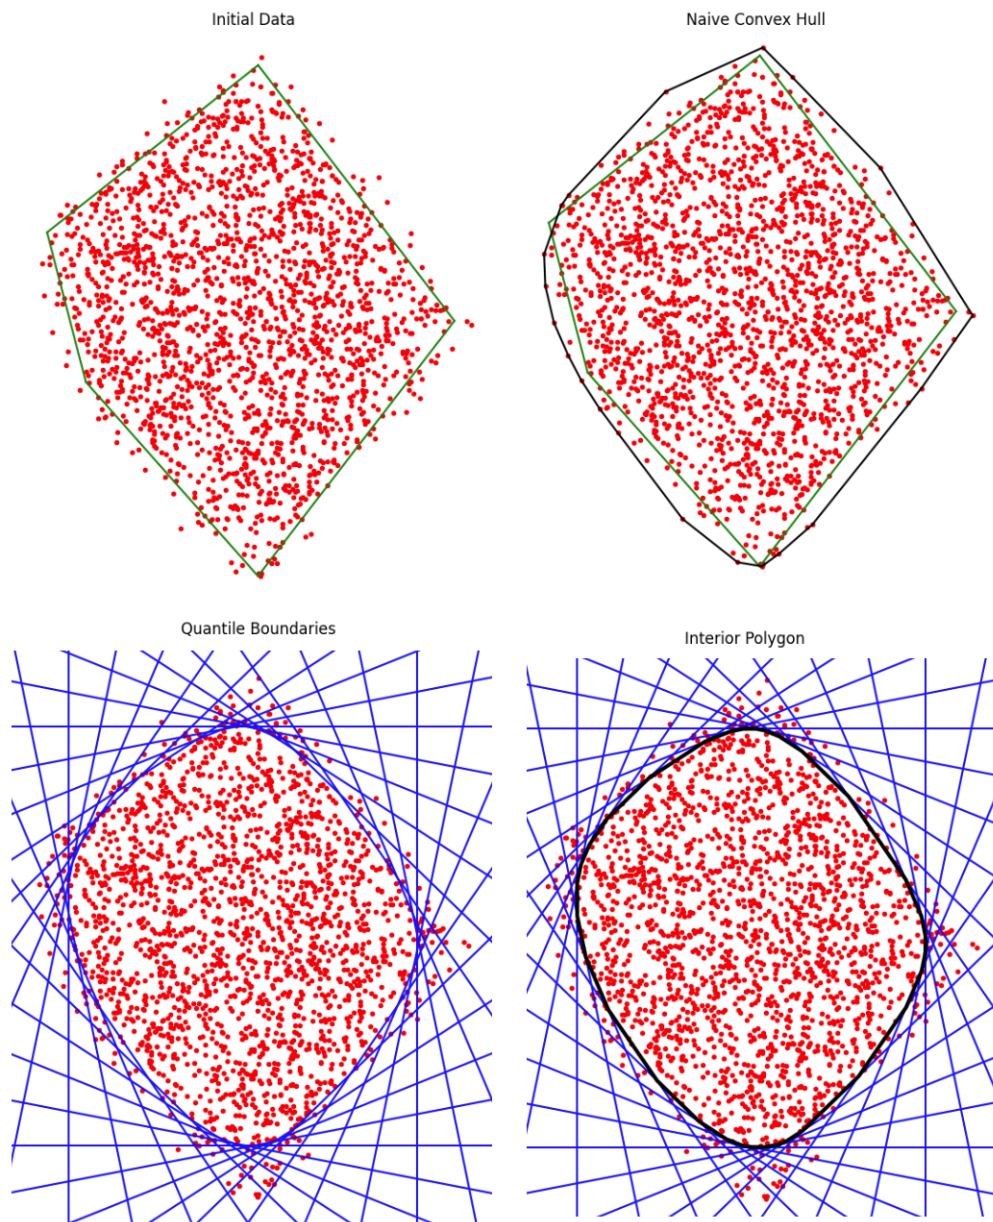 Initial Data
Naive Convex Hull
Quantile Boundaries
Interior Polygon